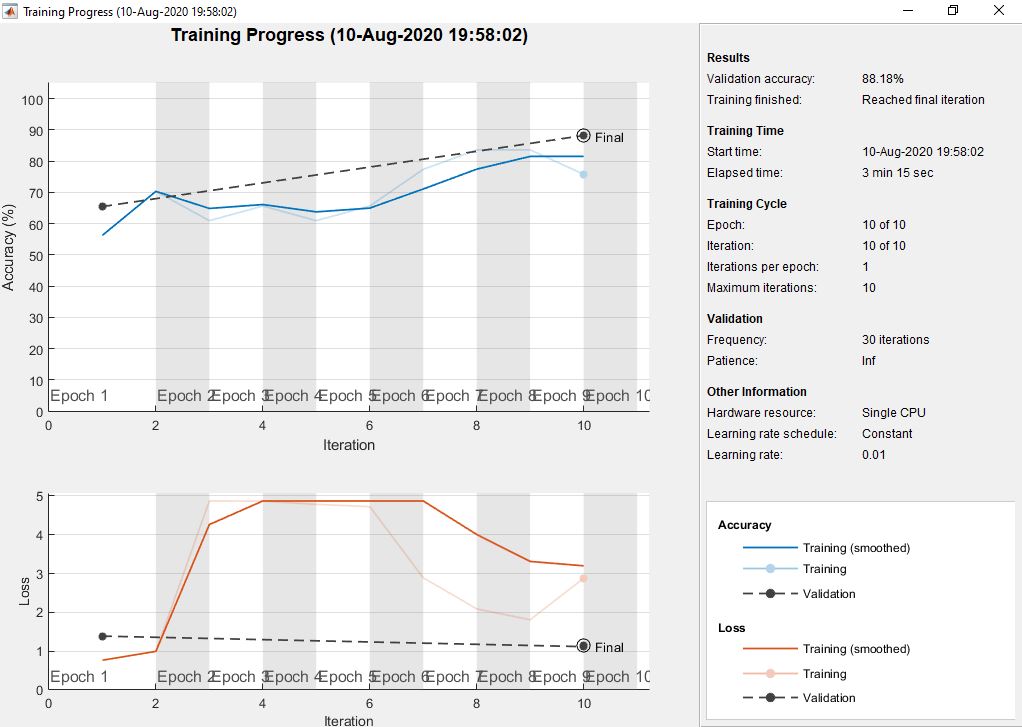 Training Progress (10-Aug-2020 19:58:02)
Training Progress (10-Aug-2020 19:58:02)
100
90
80
70
60
50
40
30
20
10
0
Accuracy (%)
Final
Epoch 1 Epoch 2 Epoch 3 Epoch 4 Epoch 5 Epoch 6 Epoch 7 Epoch 8 Epoch 9 Epoch 10
0 2 4 6 8 10
Iteration
5
4
3
2
1
0
Loss
Final
Epoch 1 Epoch 2 Epoch 3 Epoch 4 Epoch 5 Epoch 6 Epoch 7 Epoch 8 Epoch 9 Epoch 10
0 2 4 6 8 10
Iteration
Results
Validation accuracy: 88.18%
Training finished: Reached final iteration
Training Time
Start time: 10-Aug-2020 19:58:02
Elapsed time: 3 min 15 sec
Training Cycle
Epoch: 10 of 10
Iteration: 10 of 10
Iterations per epoch: 1
Maximum iterations: 10
Validation
Frequency: 30 iterations
Patience: Inf
Other Information
Hardware resource: Single CPU
Learning rate schedule: Constant
Learning rate: 0.01
Accuracy
Training (smoothed)
Training
Validation
Loss
Training (smoothed)
Training
Validation